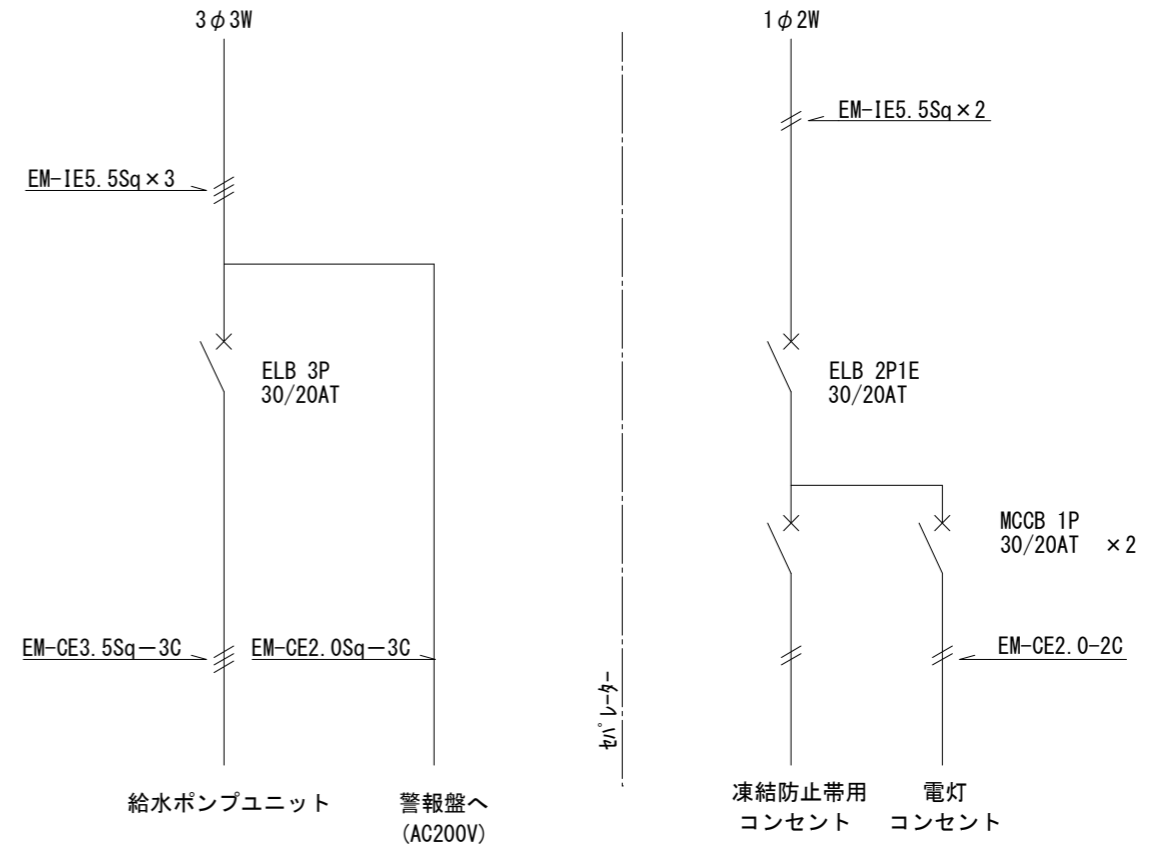 3φ3W
1φ2W
EM-IE5.5Sq×2
EM-IE5.5Sq×3
ELB 3P
30/20AT
ELB 2P1E
30/20AT
MCCB 1P
30/20AT ×2
EM-CE3.5Sq-3C
EM-CE2.0Sq-3C
EM-CE2.0-2C
セパレーター
給水ポンプユニット
警報盤へ
(AC200V)
凍結防止帯用
コンセント
電灯
コンセント